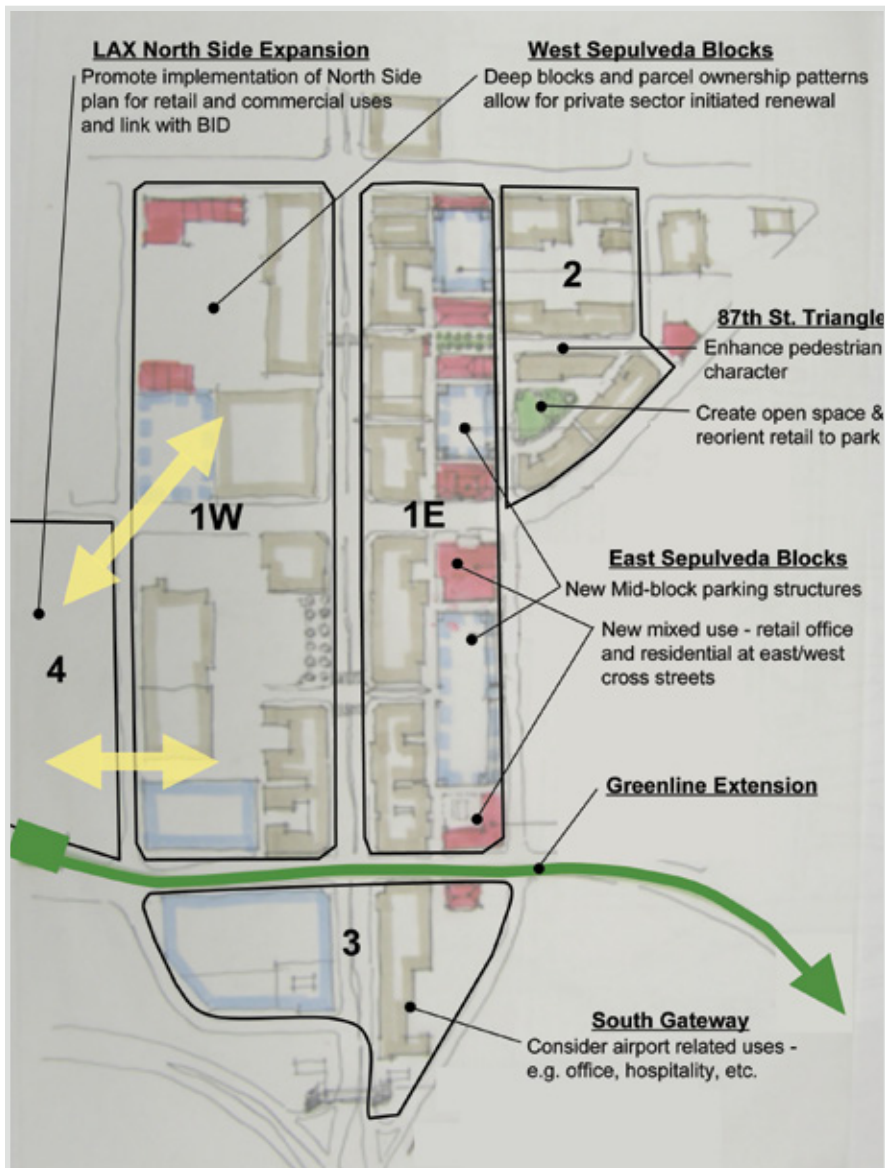 LAX North Side Expansion
Promote implementation of North Side
plan for retail and commercial uses
and link with BID
West Sepulveda Blocks
Deep blocks and parcel ownership patterns
allow for private sector initiated renewal
2
87th St. Triangle
Enhance pedestrian
character
Create open space &
reorient retail to park
1W
1E
East Sepulveda Blocks
New Mid-block parking structures
New mixed use - retail office
and residential at east/west
cross streets
4
Greenline Extension
3
South Gateway
Consider airport related uses -
e.g. office, hospitality, etc.